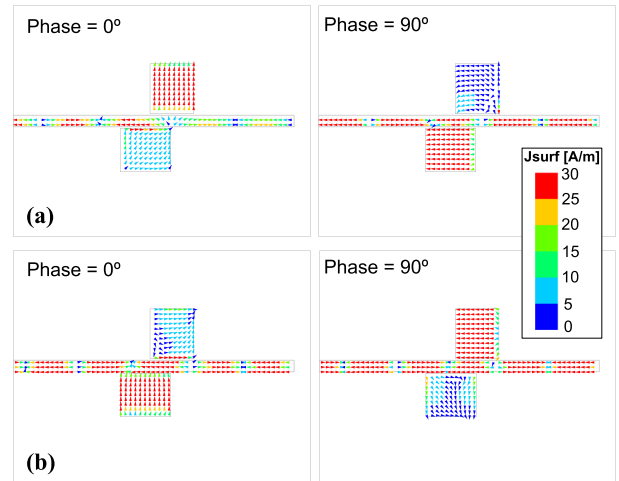 Phase = 0º
Phase = 90º
Jsurf [A/m]
30
25
20
15
10
5
0
(a)
Phase = 0º
Phase = 90º
(b)